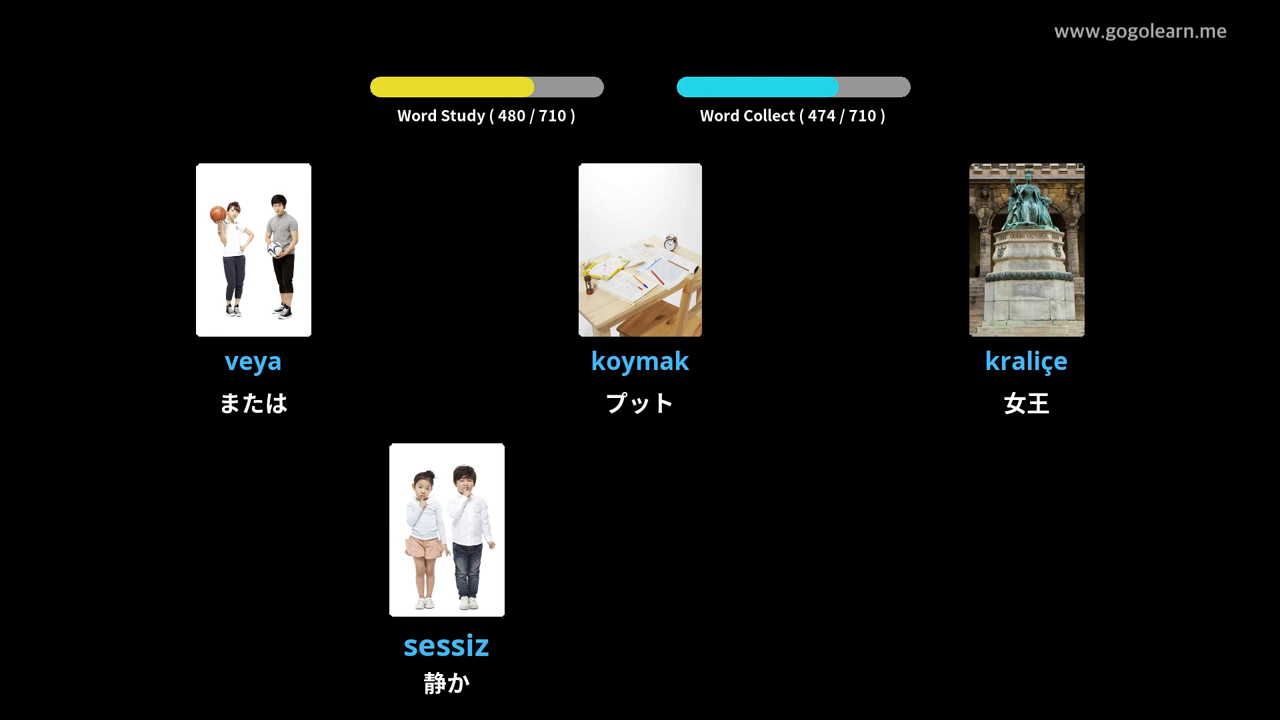 www.gogolearn.me
Word Study ( 480 / 710 )
Word Collect ( 474 / 710 )
veya
または
koymak
プット
kraliçe
女王
sessiz
静か